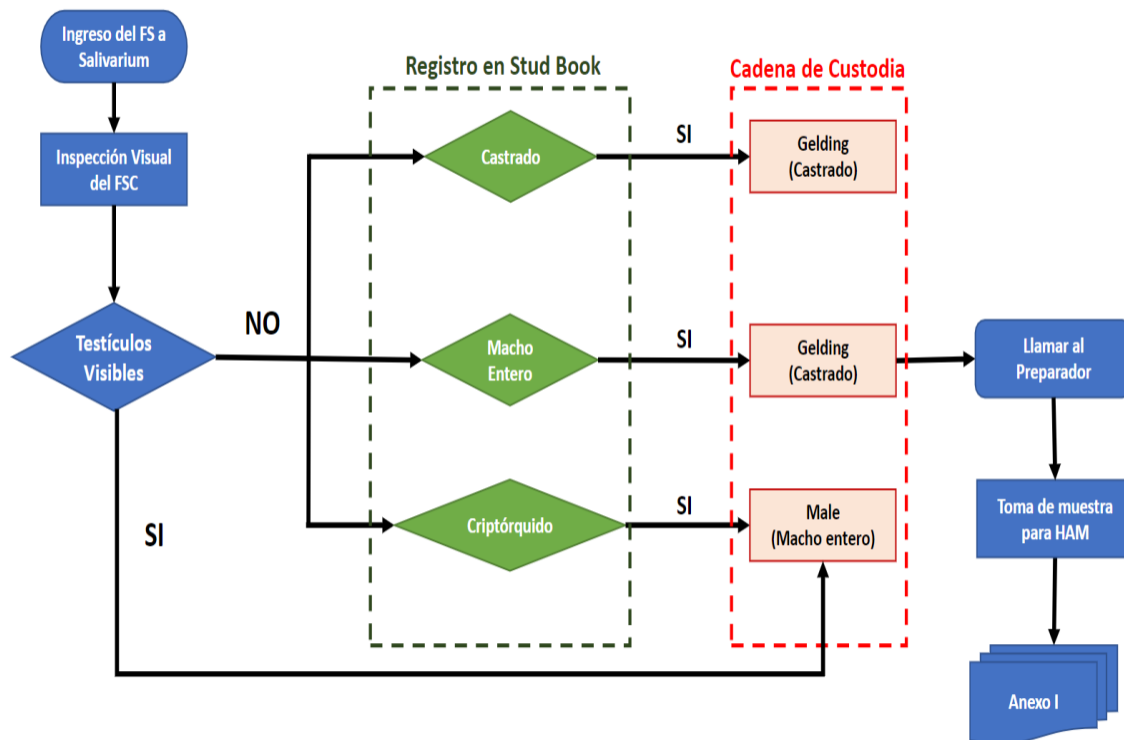 Ingreso del FS a
Salivarium
Inspección Visual
del FSC
Testículos
Visibles
NO
SI
Registro en Stud Book
Castrado
Macho
Entero
Criptórquido
SI
SI
SI
Cadena de Custodia
Gelding
(Castrado)
Gelding
(Castrado)
Male
(Macho entero)
Llamar al
Preparador
Toma de muestra
para HAM
Anexo I